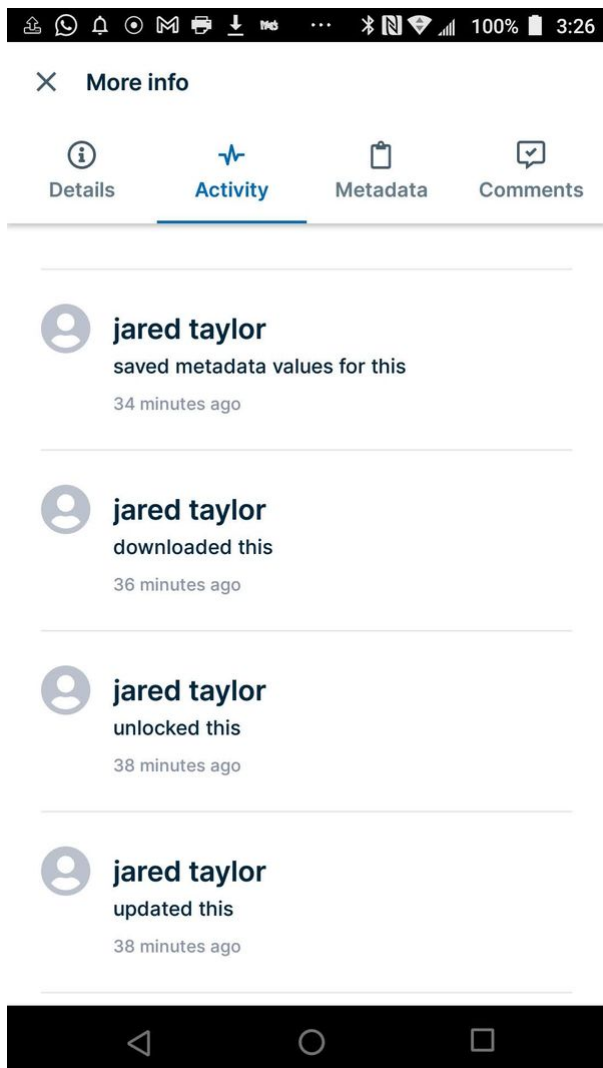 100% 3:26
More info
Details Activity Metadata Comments
jared taylor
saved metadata values for this
34 minutes ago
jared taylor
downloaded this
36 minutes ago
jared taylor
unlocked this
38 minutes ago
jared taylor
updated this
38 minutes ago